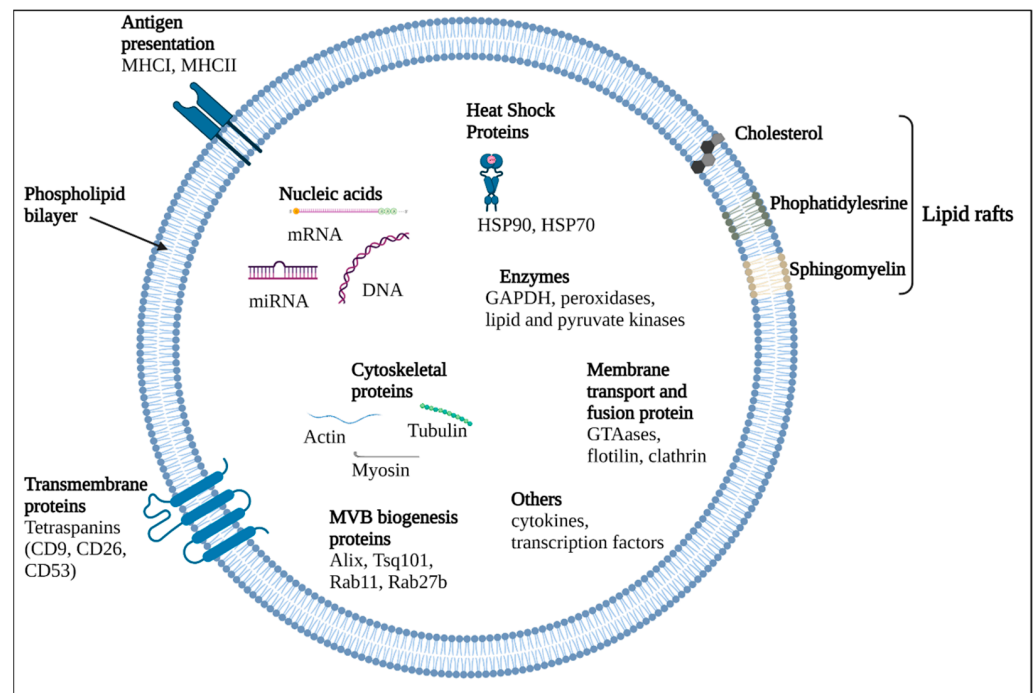 Antigen
presentation
MHCI, MHCII
Heat Shock
Proteins
HSP90, HSP70
Cholesterol
Phophatidylesrine
Sphingomyelin
Lipid rafts
Phospholipid
bilayer
Nucleic acids
mRNA
miRNA
DNA
Enzymes
GAPDH, peroxidases,
lipid and pyruvate kinases
Cytoskeletal
proteins
Actin
Tubulin
Myosin
Membrane
transport and
fusion protein
GTAases,
flotilin, clathrin
Transmembrane
proteins
Tetraspanins
(CD9, CD26,
CD53)
MVB biogenesis
proteins
Alix, Tsq101,
Rab11, Rab27b
Others
cytokines,
transcription factors